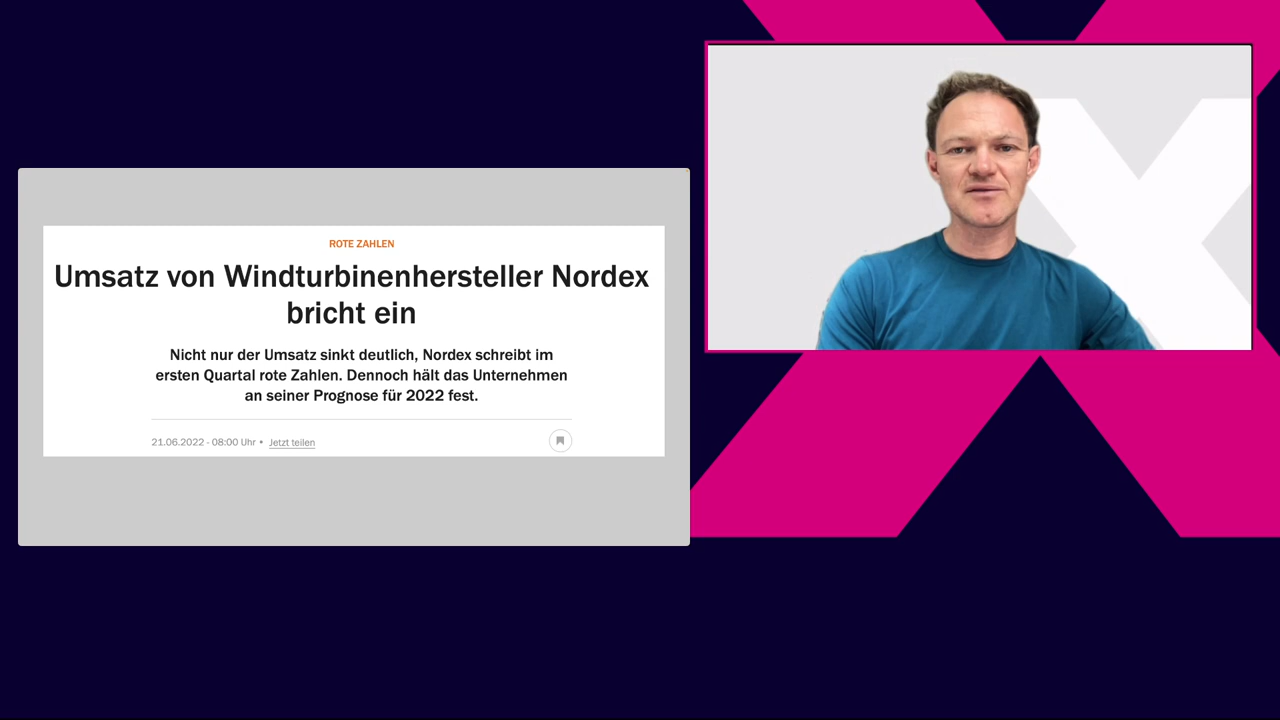 ROTE ZAHLEN
Umsatz von Windturbinenhersteller Nordex
bricht ein
Nicht nur der Umsatz sinkt deutlich, Nordex schreibt im
ersten Quartal rote Zahlen. Dennoch hält das Unternehmen
an seiner Prognose für 2022 fest.
21.06.2022 - 08:00 Uhr • Jetzt teilen